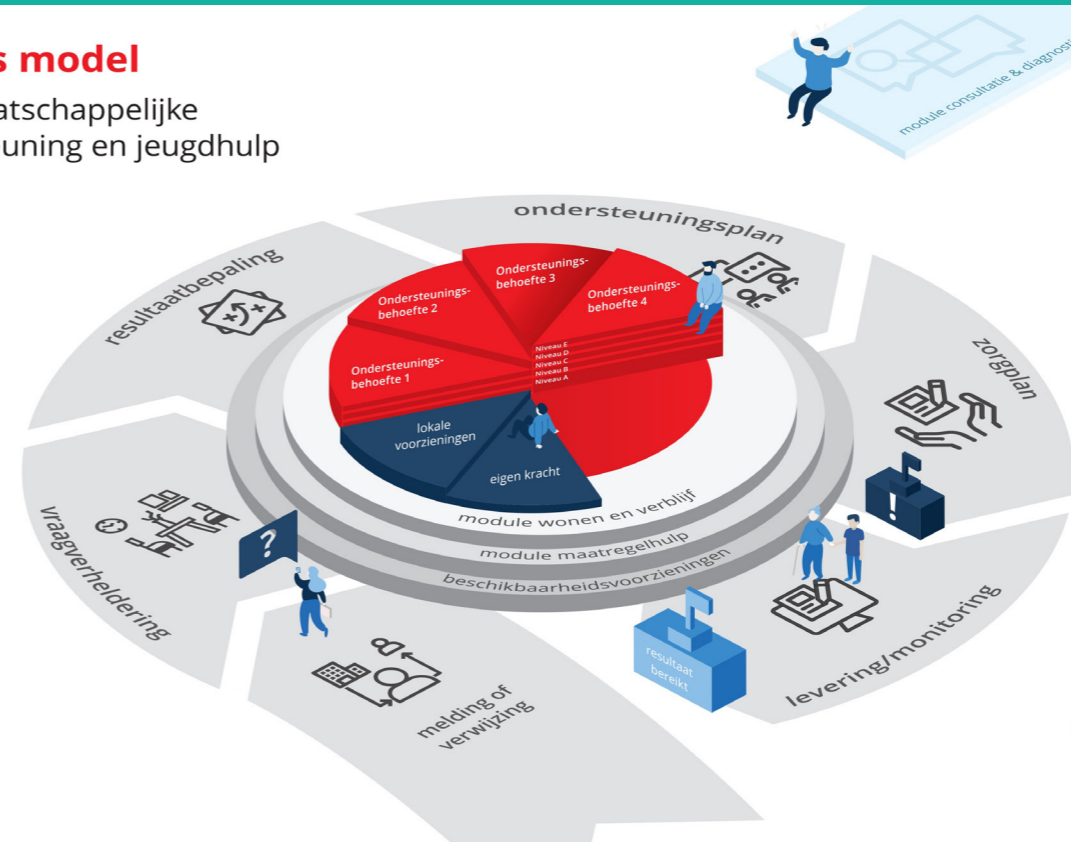 s model
atschappelijke
uning en jeugdhulp
module consultatie & diagnosti
ondersteuningsplan
resultaatbepaling
zorgplan
vraagverheldering
melding of
verwijzing
levering/monitoring
Ondersteunings-
behoefte 1
Ondersteunings-
behoefte 2
Ondersteunings-
behoefte 3
Ondersteunings-
behoefte 4
Niveau E
Niveau D
Niveau C
Niveau B
Niveau A
lokale
voorzieningen
eigen kracht
module wonen en verblijf
module maatregelhulp
beschikbaarheidsvoorzieningen
?
!
resultaat
bereikt